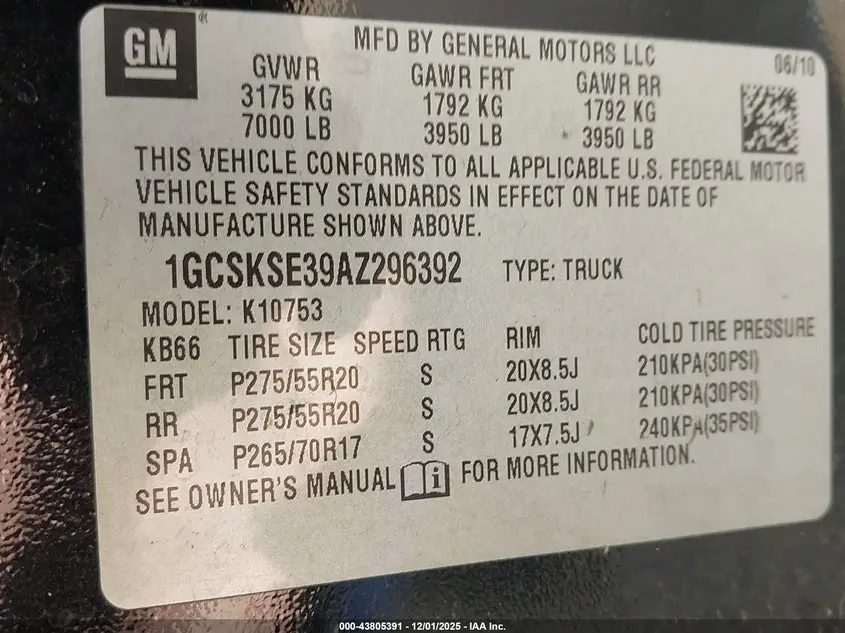 GM
MFD BY GENERAL MOTORS LLC 06/10
GVWR GAWR FRT GAWR RR
3175 KG 1792 KG 1792 KG
7000 LB 3950 LB 3950 LB
THIS VEHICLE CONFORMS TO ALL APPLICABLE U.S. FEDERAL MOTOR
VEHICLE SAFETY STANDARDS IN EFFECT ON THE DATE OF
MANUFACTURE SHOWN ABOVE.
1GCSKSE39AZ296392 TYPE: TRUCK
MODEL: K10753
KB66 TIRE SIZE SPEED RTG RIM COLD TIRE PRESSURE
FRT P275/55R20 S 20X8.5J 210KPA(30PSI)
RR P275/55R20 S 20X8.5J 210KPA(30PSI)
SPA P265/70R17 S 17X7.5J 240KPA(35PSI)
SEE OWNER'S MANUAL i FOR MORE INFORMATION.
000-43805391 - 12/01/2025 - IAA Inc.